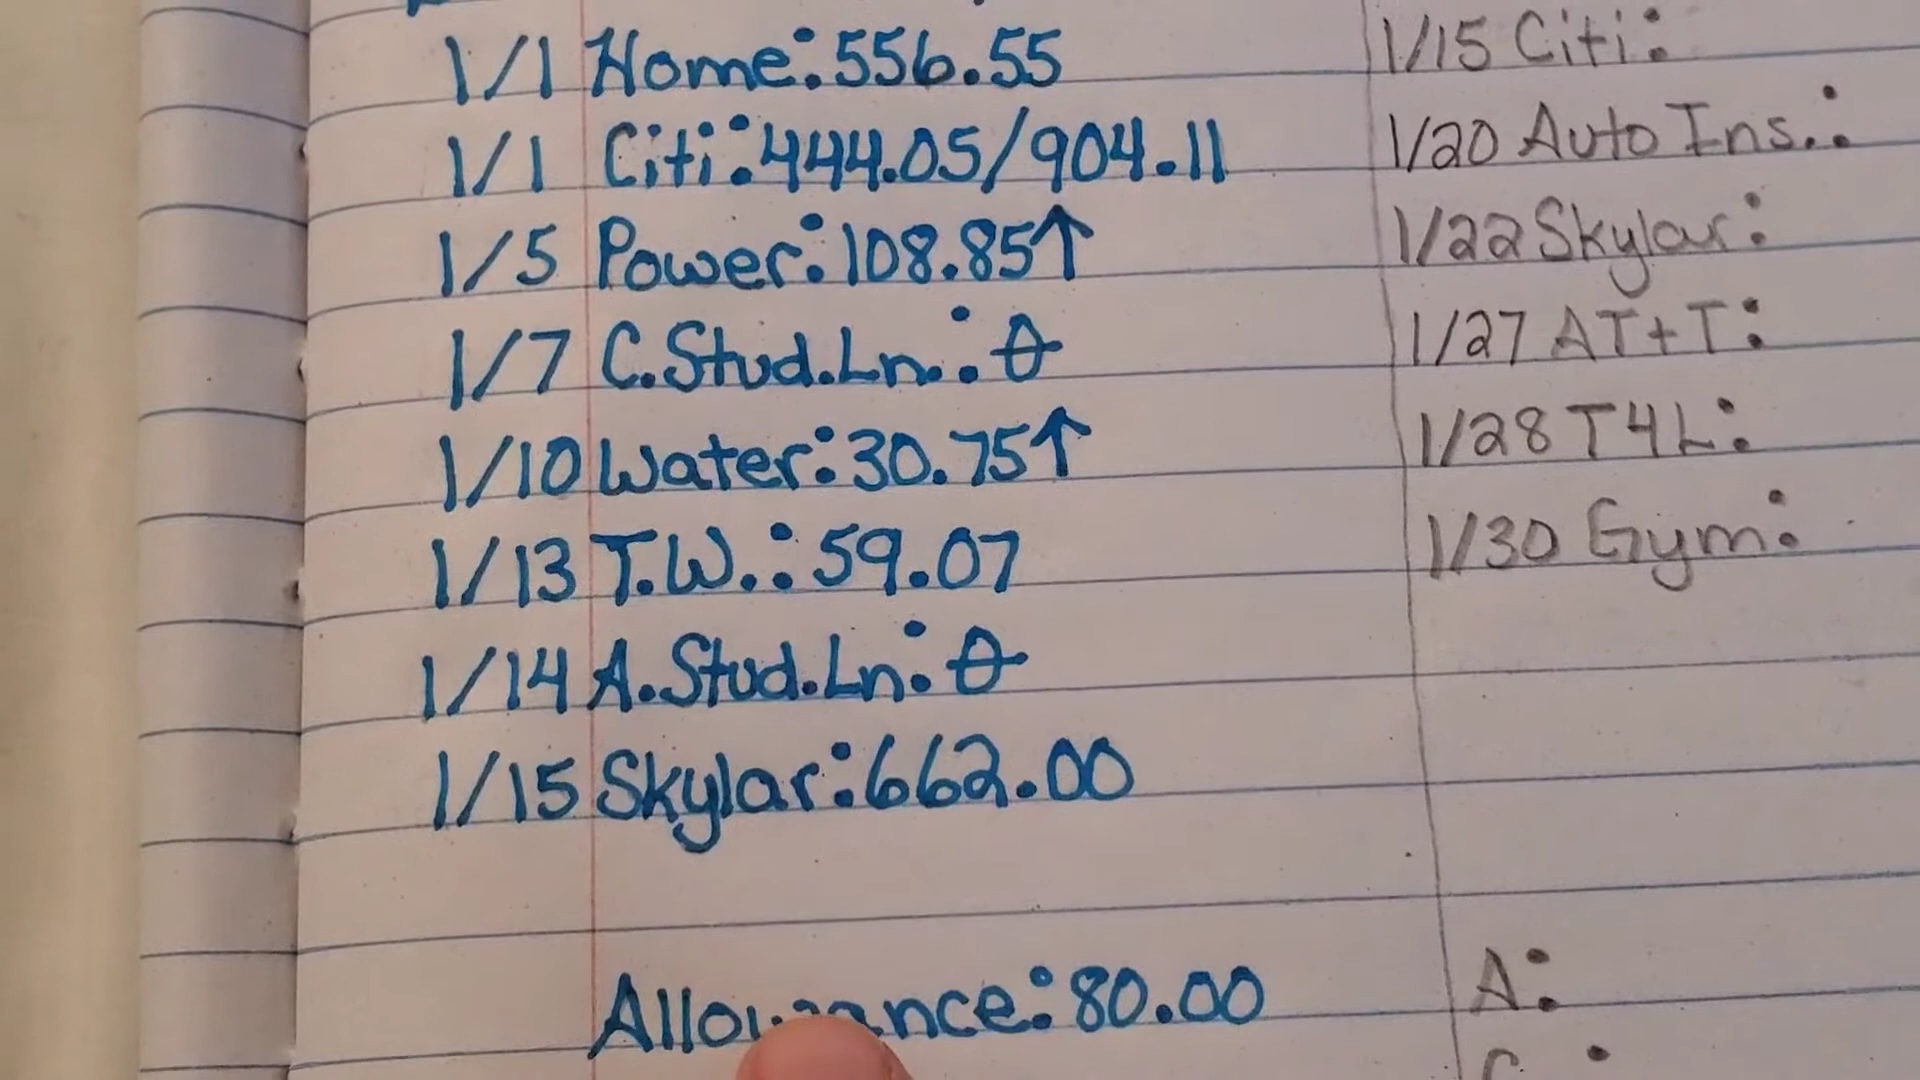 1/1 Home: 556.55
1/1 Citi: 444.05/904.11
1/5 Power: 108.85↑
1/7 C.Stud.Ln.: θ
1/10 Water: 30.75↑
1/13 T.W.: 59.07
1/14 A.Stud.Ln: θ
1/15 Skylar: 662.00
Allowance: 80.00
1/15 Citi:
1/20 Auto Ins.:
1/22 Skylar:
1/27 AT+T:
1/28 T4L:
1/30 Gym:
A: